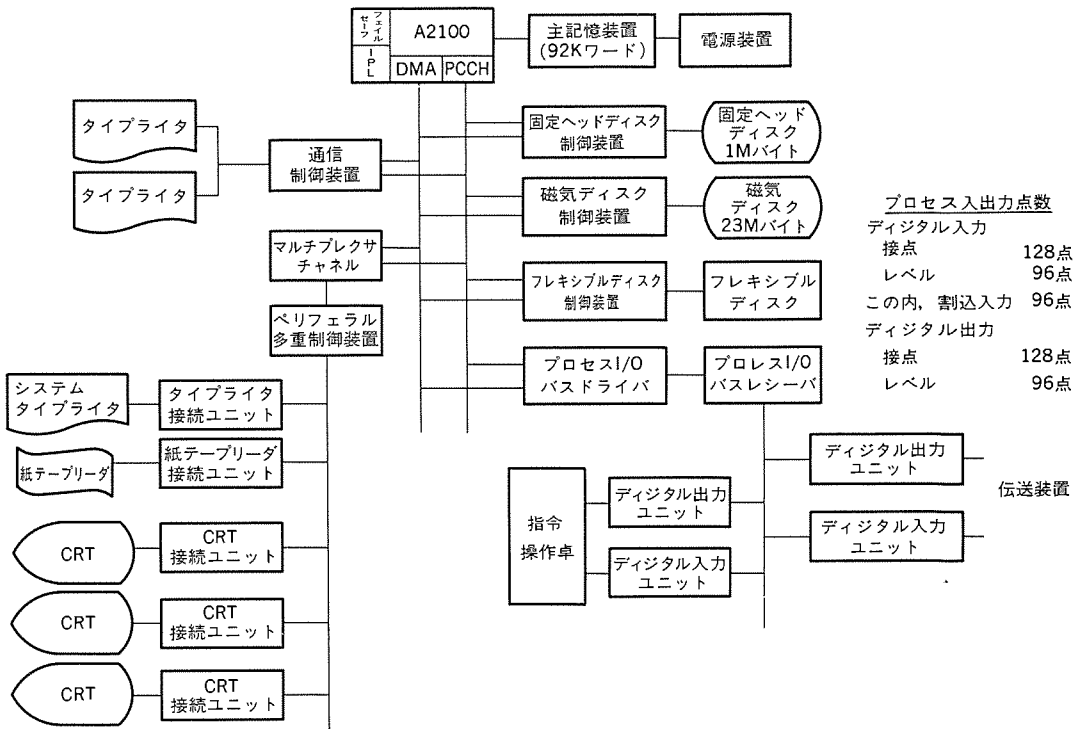 フェイル
セーフ
IPL
A2100
DMA
PCCH
主記憶装置
(92Kワード)
電源装置
タイプライタ
タイプライタ
通信
制御装置
固定ヘッドディスク
制御装置
固定ヘッド
ディスク
1Mバイト
磁気ディスク
制御装置
磁気
ディスク
23Mバイト
マルチプレクサ
チャネル
フレキシブルディスク
制御装置
フレキシブル
ディスク
ペリフェラル
多重制御装置
プロセスI/O
バスドライバ
プロレスI/O
バスレシーバ
プロセス入出力点数
ディジタル入力
接点 128点
レベル 96点
この内, 割込入力 96点
ディジタル出力
接点 128点
レベル 96点
システム
タイプライタ
タイプライタ
接続ユニット
紙テープリーダ
紙テープリーダ
接続ユニット
CRT
CRT
接続ユニット
CRT
CRT
接続ユニット
CRT
CRT
接続ユニット
指令
操作卓
ディジタル出力
ユニット
ディジタル入力
ユニット
ディジタル出力
ユニット
ディジタル入力
ユニット
伝送装置